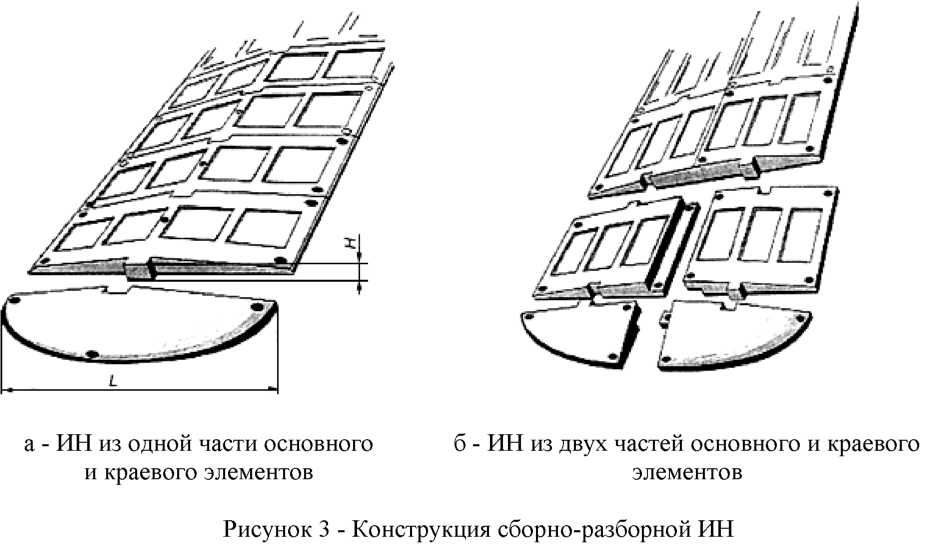 H
L
а - ИН из одной части основного
и краевого элементов
б - ИН из двух частей основного и краевого
элементов
Рисунок 3 - Конструкция сборно-разборной ИН